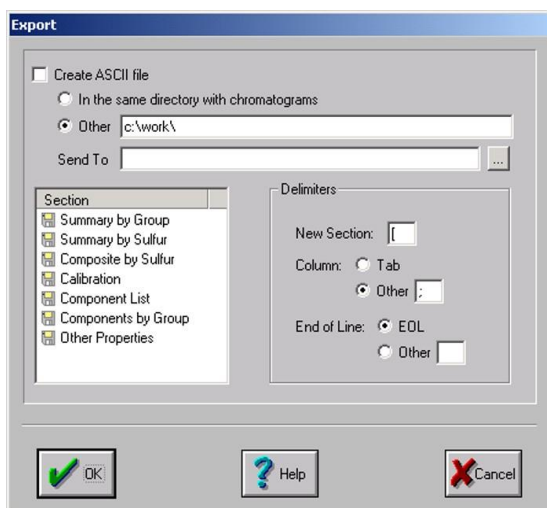 Export
Create ASCII file
In the same directory with chromatograms
Other c:\work\
Send To ...
Section
Summary by Group
Summary by Sulfur
Composite by Sulfur
Calibration
Component List
Components by Group
Other Properties
Delimiters
New Section: [
Column: Tab
Other ;
End of Line: EOL
Other
OK
Help
Cancel